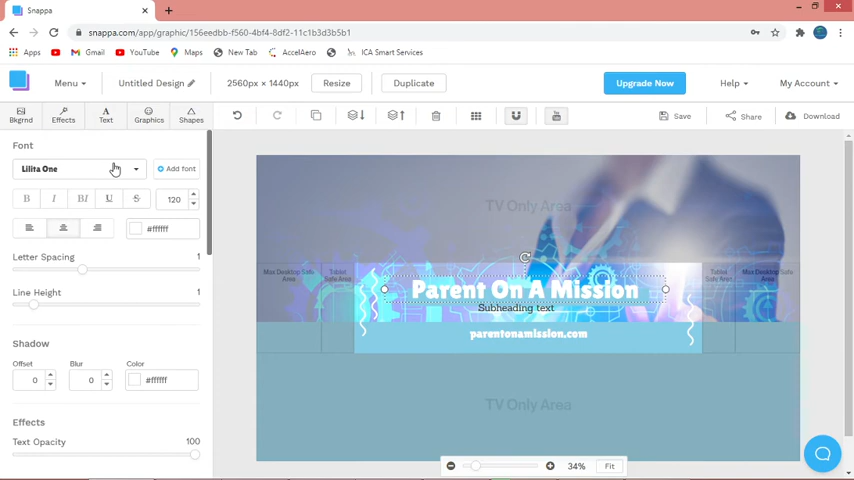 Snappa
snappa.com/app/graphic/156eedbb-f560-4bf4-8df2-11c1b3d3b5b1
Apps
Gmail
YouTube
Maps
New Tab
AccelAero
ICA Smart Services
Menu
Untitled Design
2560px × 1440px
Resize
Duplicate
Upgrade Now
Help
My Account
Bkgrnd
Effects
Text
Graphics
Shapes
Save
Share
Download
Font
Lilita One
Add font
B I BI U S 120
#ffffff
Letter Spacing 1
Line Height 1
Shadow
Offset Blur Color
0 0 #ffffff
Effects
Text Opacity 100
TV Only Area
Max Desktop Safe Area
Tablet Safe Area
Parent On A Mission
Subheading text
parentonamission.com
Tablet Safe Area
Max Desktop Safe Area
TV Only Area
34%
Fit